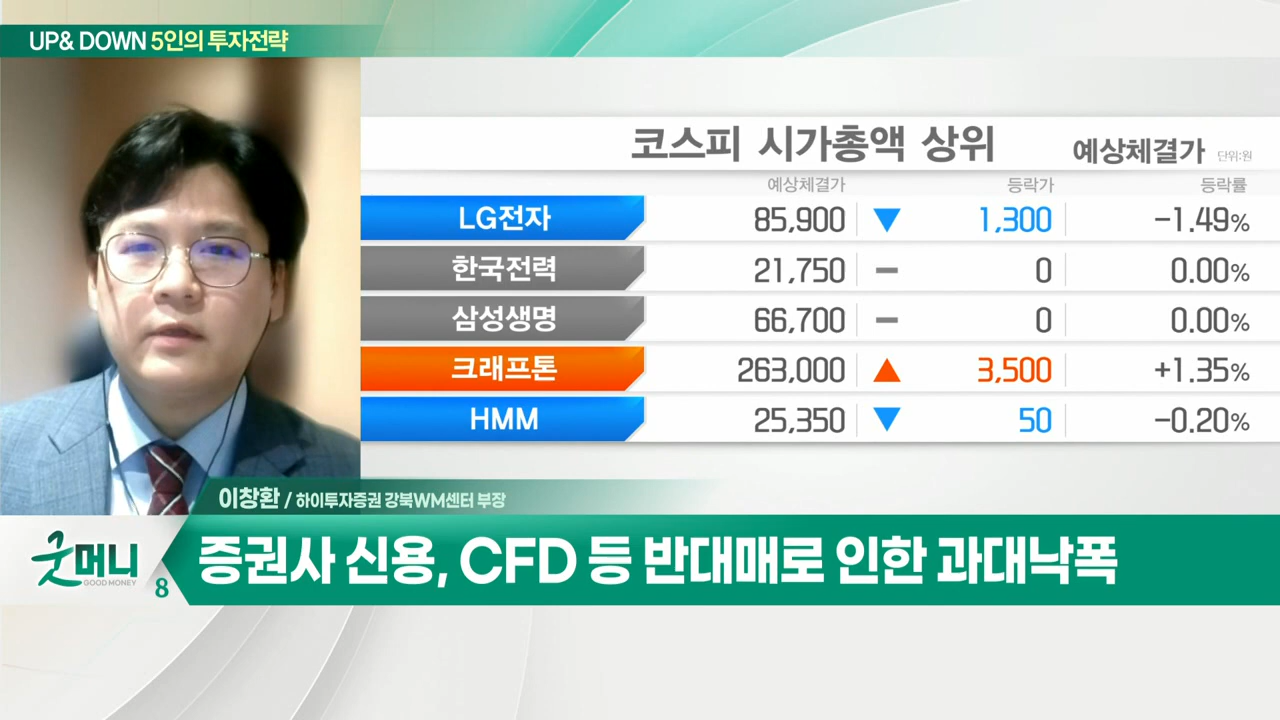 UP& DOWN 5인의 투자전략
코스피 시가총액 상위 예상체결가 단위:원
예상체결가 등락가 등락률
LG전자 85,900 ▼ 1,300 -1.49%
한국전력 21,750 - 0 0.00%
삼성생명 66,700 - 0 0.00%
크래프톤 263,000 ▲ 3,500 +1.35%
HMM 25,350 ▼ 50 -0.20%
이창환 / 하이투자증권 강북WM센터 부장
굿머니 GOOD MONEY 8
증권사 신용, CFD 등 반대매로 인한 과대낙폭